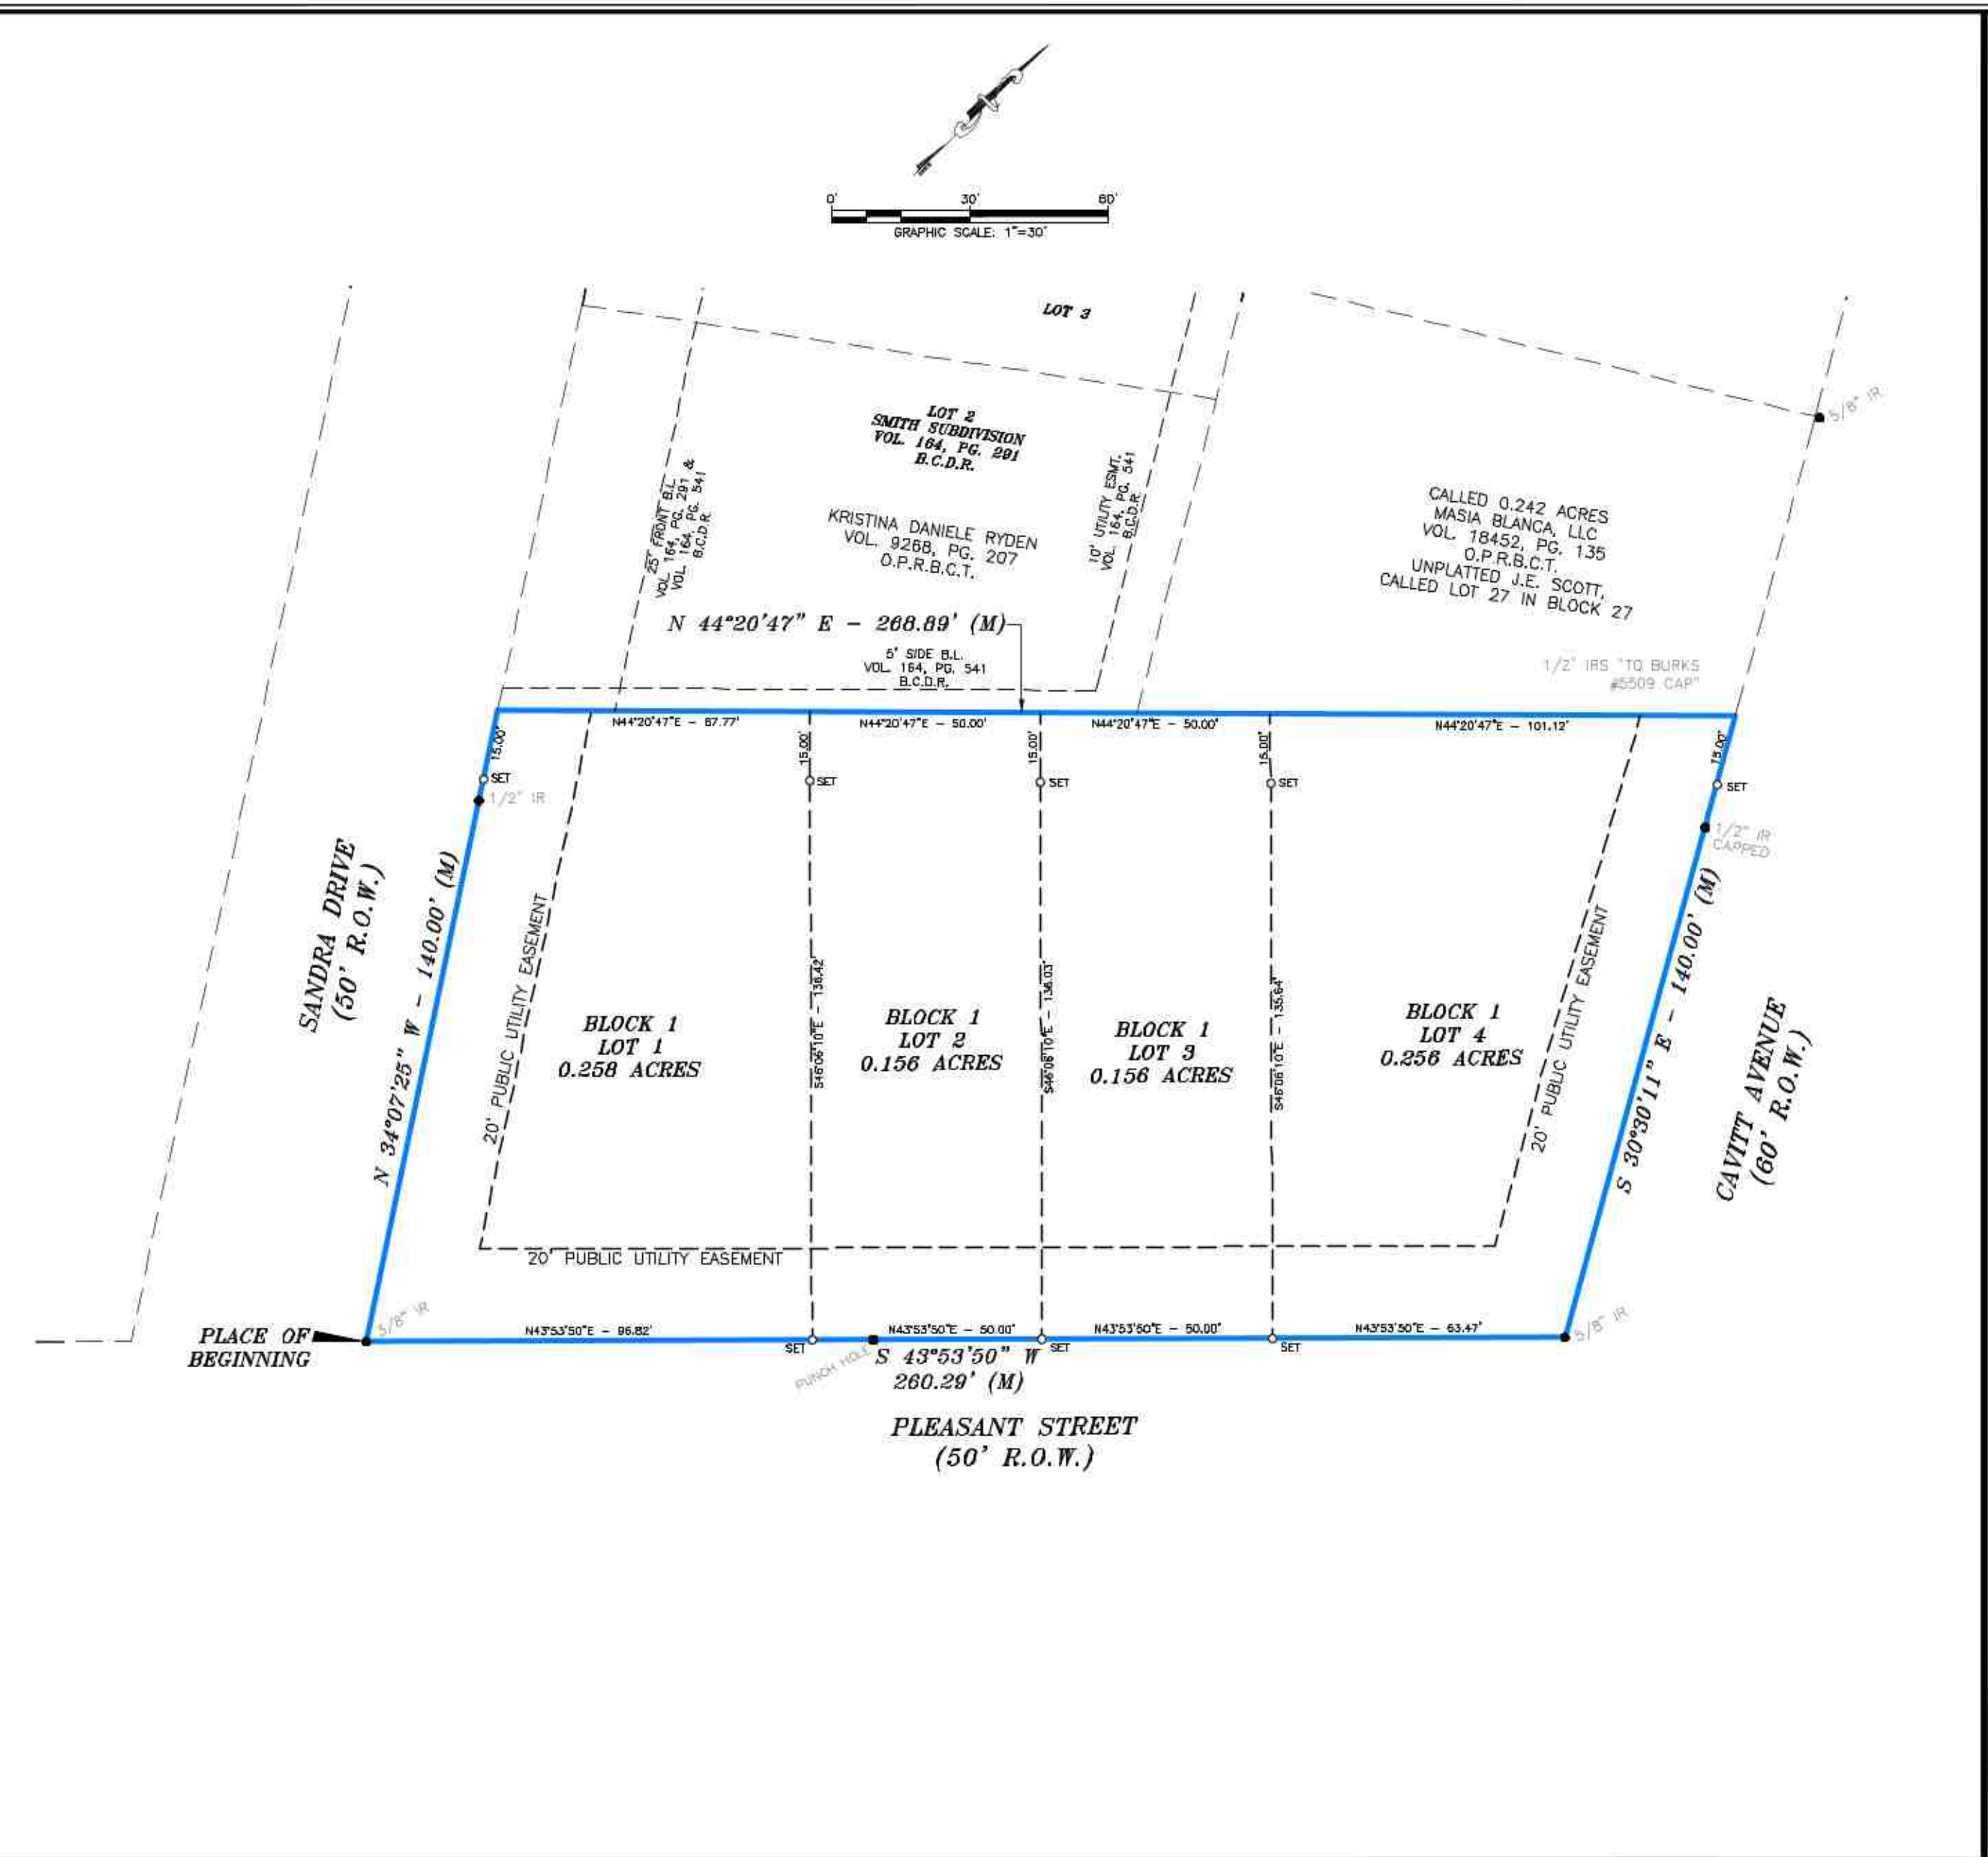 0'
30'
60'
GRAPHIC SCALE: 1"=30'
LOT 3
LOT 2
SMITH SUBDIVISION
VOL. 164, PG. 291
B.C.D.R.
KRISTINA DANIELE RYDEN
VOL. 9268, PG. 207
O.P.R.B.C.T.
25' FRONT B.L.
VOL. 164, PG. 291 &
VOL. 164, PG. 541
B.C.D.R.
10' UTILITY ESMT.
VOL. 164, PG. 541
B.C.D.R.
5/8" IR
CALLED 0.242 ACRES
MASIA BLANCA, LLC
VOL. 18452, PG. 135
O.P.R.B.C.T.
UNPLATTED J.E. SCOTT,
CALLED LOT 27 IN BLOCK 27
N 44°20'47" E - 268.89' (M)
5' SIDE B.L.
VOL. 164, PG. 541
B.C.D.R.
1/2" IRS "TQ BURKS
#5509 CAP"
N44°20'47"E - 87.77'
N44°20'47"E - 50.00'
N44°20'47"E - 50.00'
N44°20'47"E - 101.12'
15.00'
15.00'
15.00'
15.00'
15.00'
SET
SET
SET
SET
SET
1/2" IR
1/2" IR
CAPPED
SANDRA DRIVE
(50' R.O.W.)
N 34°07'25" W - 140.00' (M)
20' PUBLIC UTILITY EASEMENT
BLOCK 1
LOT 1
0.258 ACRES
S46°06'10"E - 136.42'
BLOCK 1
LOT 2
0.156 ACRES
S46°06'10"E - 136.03'
BLOCK 1
LOT 3
0.156 ACRES
S46°06'10"E - 135.64'
BLOCK 1
LOT 4
0.256 ACRES
20' PUBLIC UTILITY EASEMENT
S 30°30'11" E - 140.00' (M)
CAVITT AVENUE
(60' R.O.W.)
20' PUBLIC UTILITY EASEMENT
PLACE OF
BEGINNING
5/8" IR
N43°53'50"E - 96.82'
N43°53'50"E - 50.00'
N43°53'50"E - 50.00'
N43°53'50"E - 63.47'
5/8" IR
SET
SET
SET
PUNCH HOLE
S 43°53'50" W
260.29' (M)
PLEASANT STREET
(50' R.O.W.)